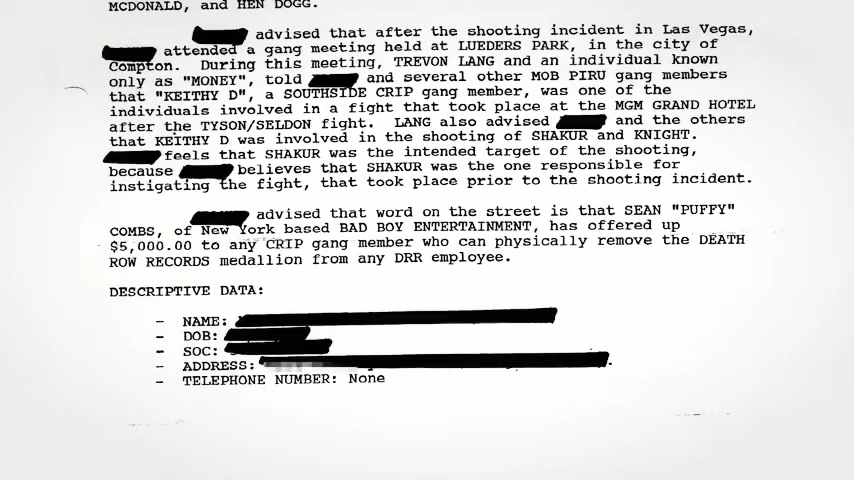 MCDONALD, and HEN DOGG.
advised that after the shooting incident in Las Vegas,
attended a gang meeting held at LUEDERS PARK, in the city of
Compton. During this meeting, TREVON LANG and an individual known
only as "MONEY", told and several other MOB PIRU gang members
that "KEITHY D", a SOUTHSIDE CRIP gang member, was one of the
individuals involved in a fight that took place at the MGM GRAND HOTEL
after the TYSON/SELDON fight. LANG also advised and the others
that KEITHY D was involved in the shooting of SHAKUR and KNIGHT.
feels that SHAKUR was the intended target of the shooting,
because believes that SHAKUR was the one responsible for
instigating the fight, that took place prior to the shooting incident.
advised that word on the street is that SEAN "PUFFY"
COMBS, of New York based BAD BOY ENTERTAINMENT, has offered up
$5,000.00 to any CRIP gang member who can physically remove the DEATH
ROW RECORDS medallion from any DRR employee.
DESCRIPTIVE DATA:
- NAME:
- DOB:
- SOC:
- ADDRESS: .
- TELEPHONE NUMBER: None